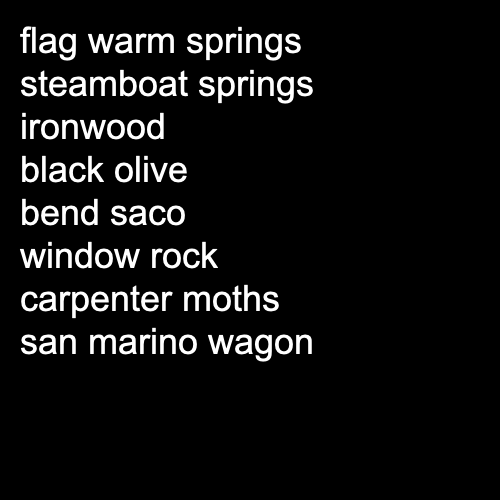 flag warm springs
steamboat springs
ironwood
black olive
bend saco
window rock
carpenter moths
san marino wagon